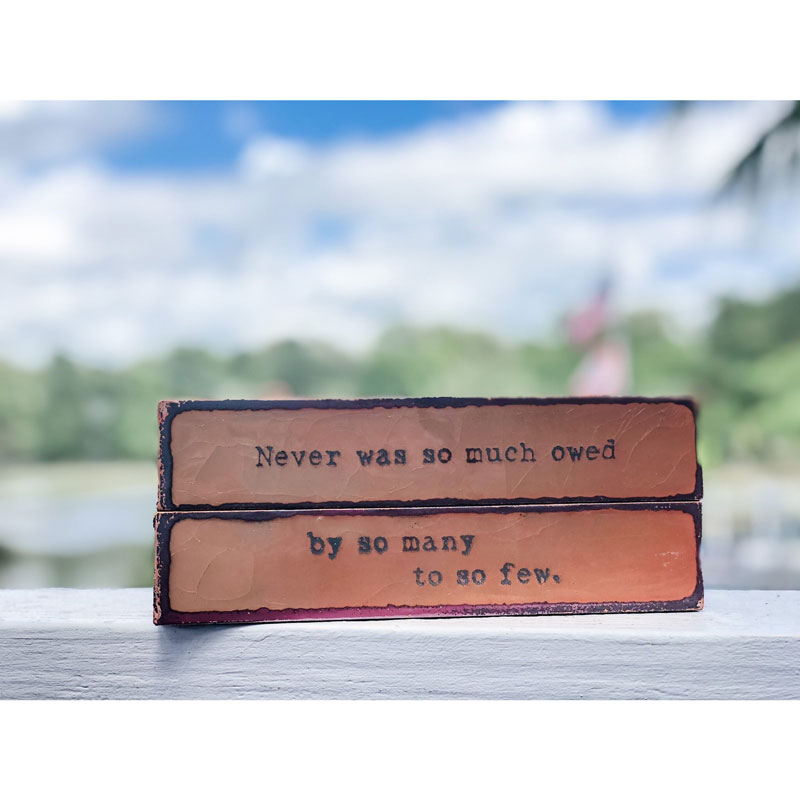 Never was so much owed
by so many
to so few.